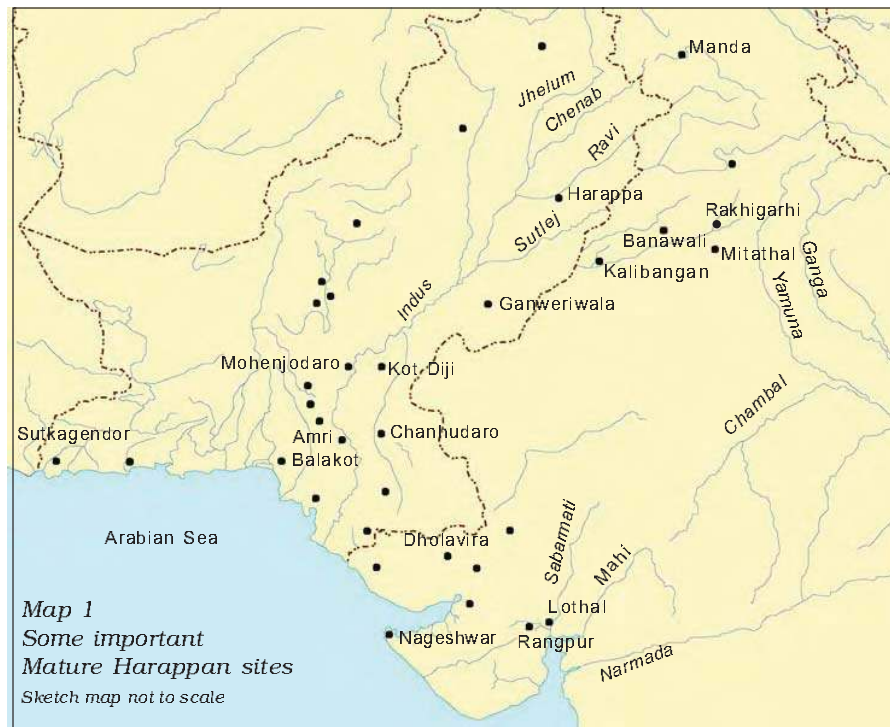 Manda
Jhelum
Chenab
Ravi
Harappa
Sutlej
Rakhigarhi
Banawali
Mitathal
Kalibangan
Ganga
Yamuna
Indus
Ganweriwala
Mohenjodaro
Kot Diji
Chambal
Sutkagendor
Amri
Chanhudaro
Balakot
Arabian Sea
Dholavira
Sabarmati
Mahi
Lothal
Nageshwar
Rangpur
Narmada
Map 1
Some important
Mature Harappan sites
Sketch map not to scale